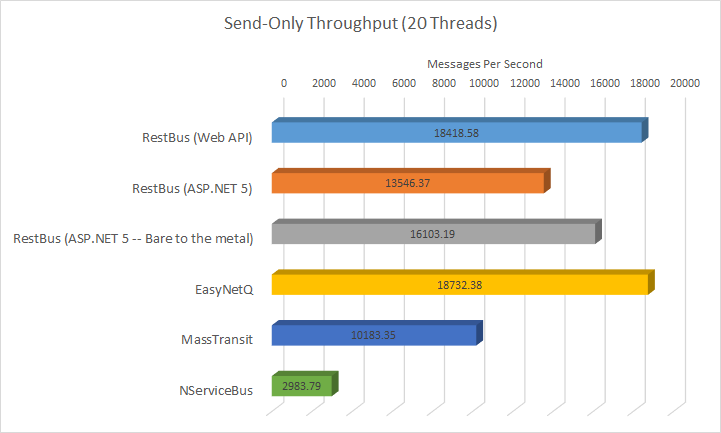 Send-Only Throughput (20 Threads)
Messages Per Second
0 2000 4000 6000 8000 10000 12000 14000 16000 18000 20000
RestBus (Web API) 18418.58
RestBus (ASP.NET 5) 13546.37
RestBus (ASP.NET 5 -- Bare to the metal) 16103.19
EasyNetQ 18732.38
MassTransit 10183.35
NServiceBus 2983.79